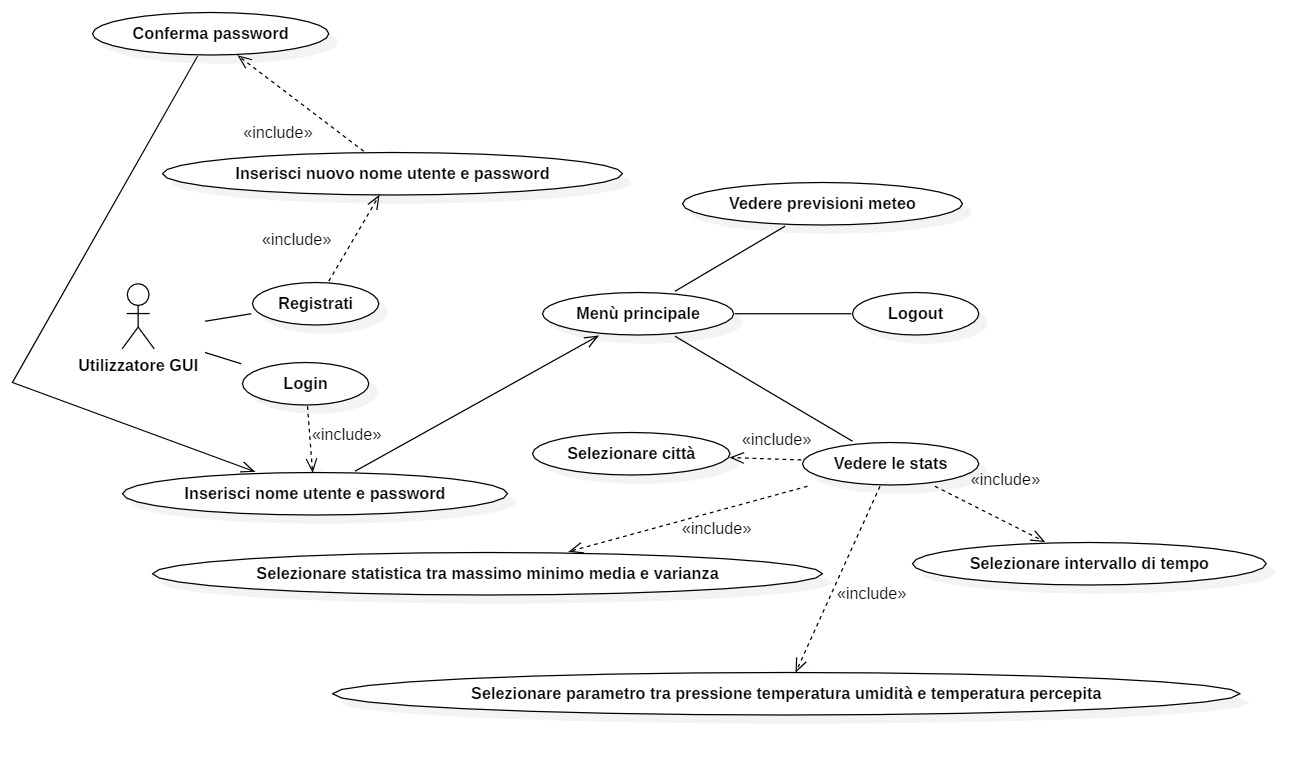 Conferma password
«include»
Inserisci nuovo nome utente e password
Vedere previsioni meteo
«include»
Registrati
Menù principale
Logout
Utilizzatore GUI
Login
«include»
«include»
Selezionare città
Vedere le stats
«include»
Inserisci nome utente e password
«include»
Selezionare statistica tra massimo minimo media e varianza
Selezionare intervallo di tempo
«include»
Selezionare parametro tra pressione temperatura umidità e temperatura percepita